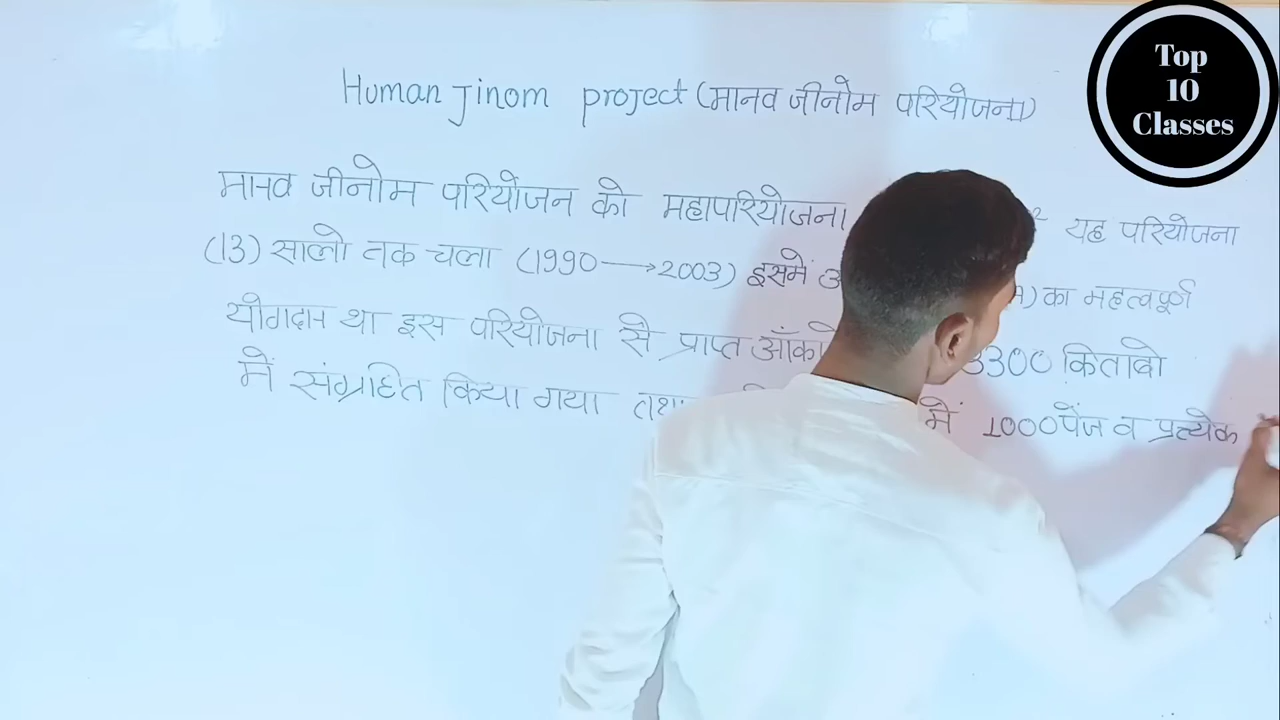 Top
10
Classes
Human Jinom project (मानव जीनोम परियोजना)
मानव जीनोम परियोजन को महापरियोजना यह परियोजना
(13) सालो तक चला (1990→2003) इसमें का महत्वपूर्ण
योगदान था इस परियोजना से प्राप्त 3300 किताबो
में संग्रहित किया गया तथा में 1000 पेंज व प्रत्येक